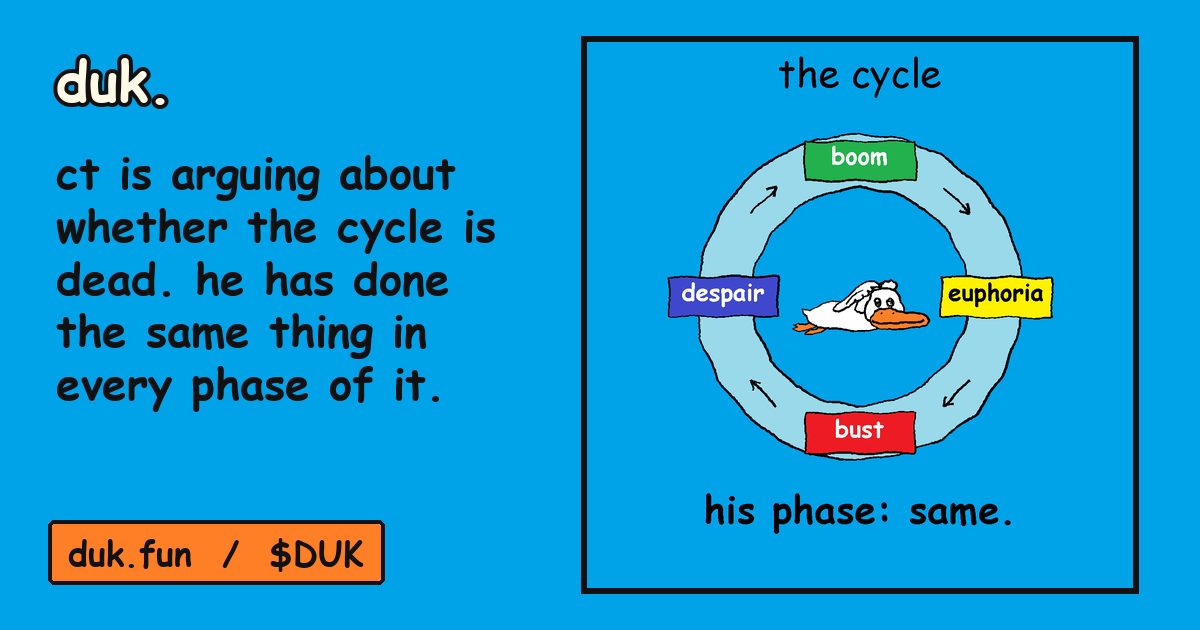 duk.
ct is arguing about
whether the cycle is
dead. he has done
the same thing in
every phase of it.
duk.fun / $DUK
the cycle
boom
despair
euphoria
bust
his phase: same.